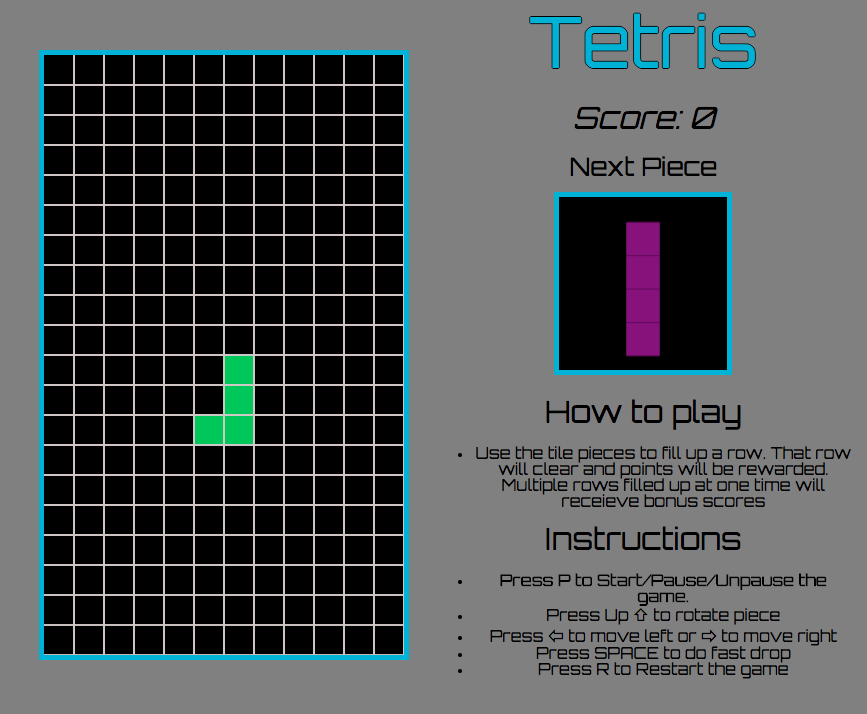 Tetris
Score: 0
Next Piece
How to play
Use the tile pieces to fill up a row. That row
will clear and points will be rewarded.
Multiple rows filled up at one time will
receieve bonus scores
Instructions
Press P to Start/Pause/Unpause the
game.
Press Up ⇧ to rotate piece
Press ⇦ to move left or ⇨ to move right
Press SPACE to do fast drop
Press R to Restart the game